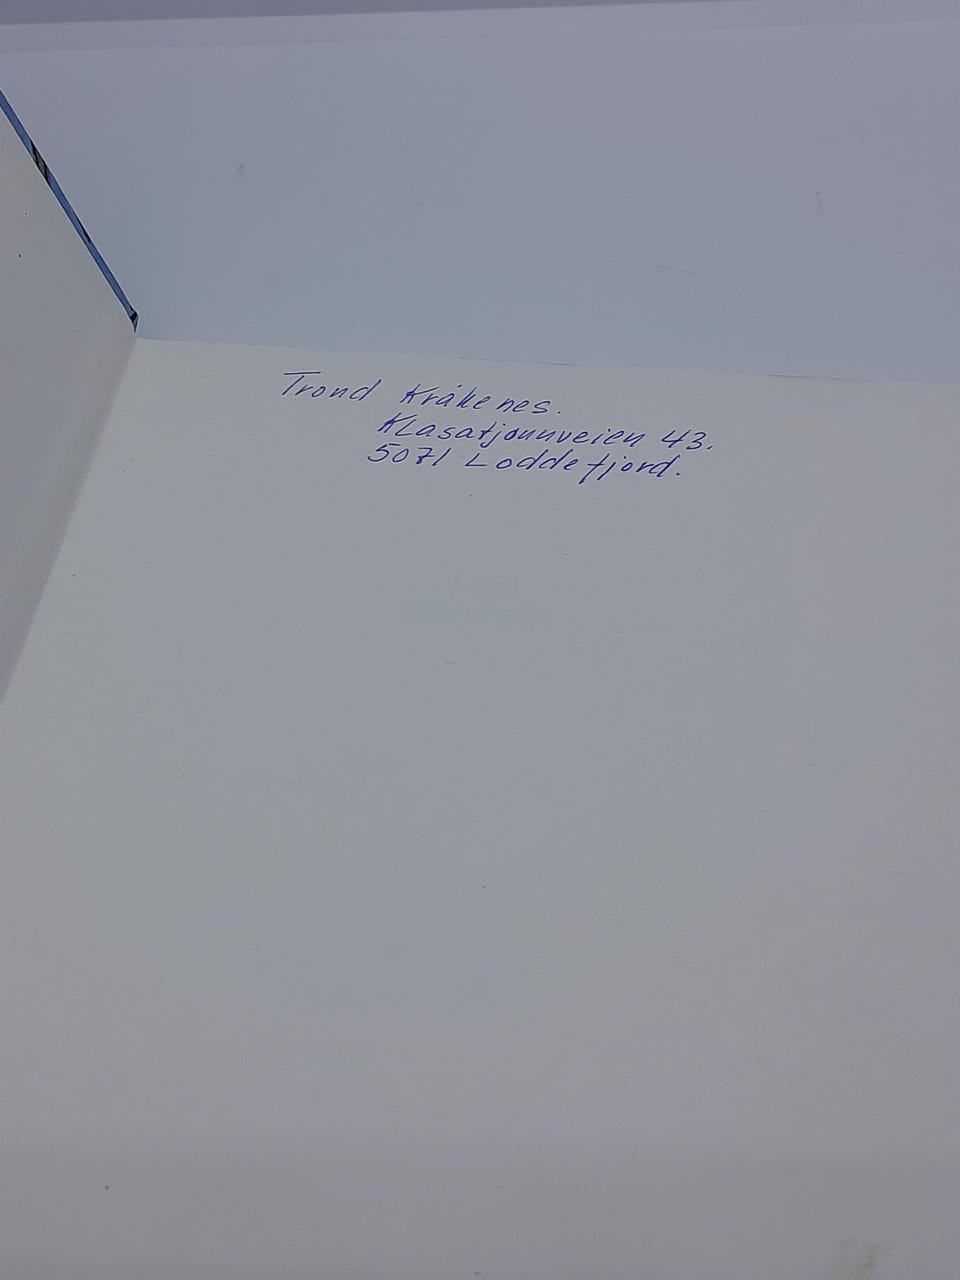 Trond Kråkenes.
Klasatjønnveien 43.
5071 Loddefjord.